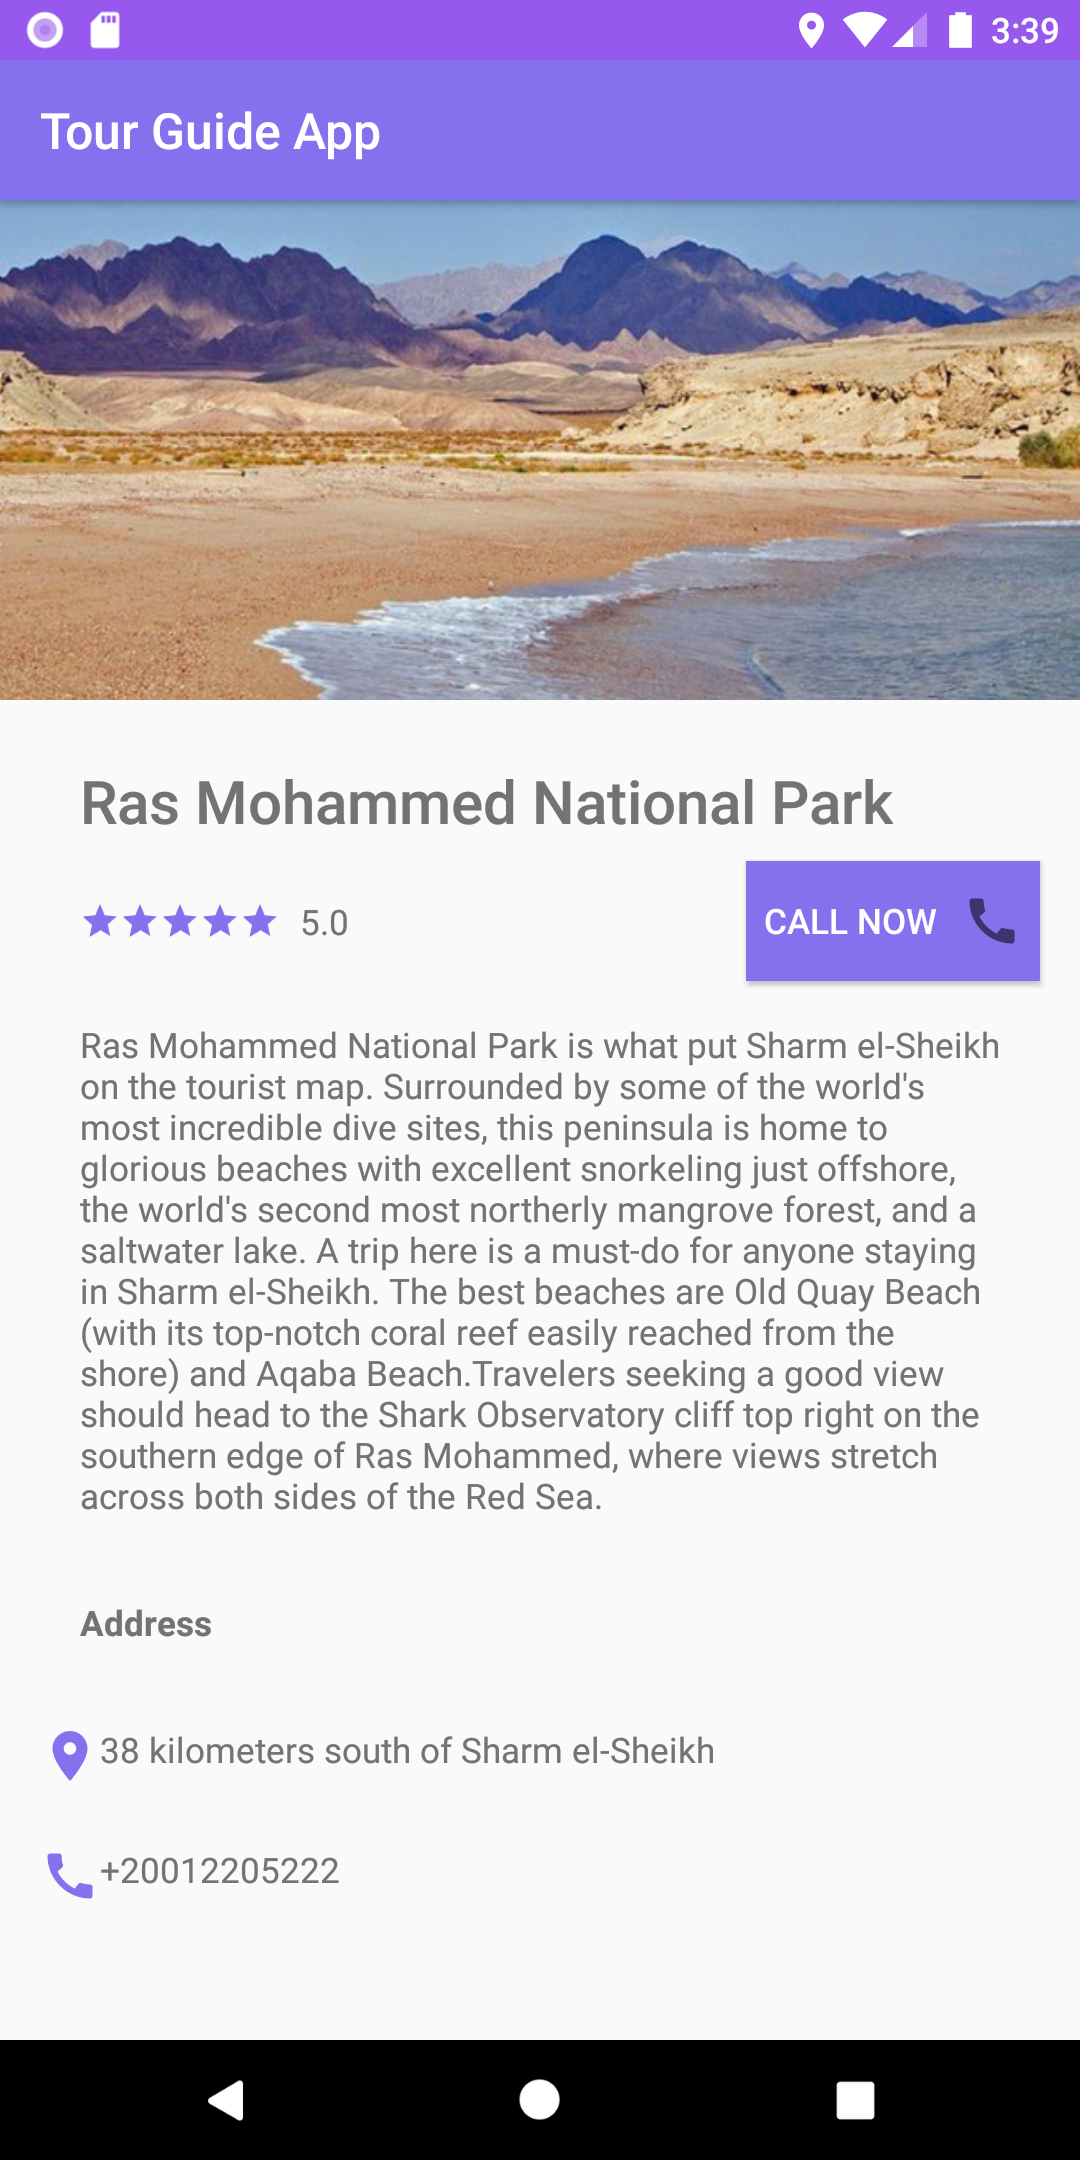 3:39
Tour Guide App
Ras Mohammed National Park
5.0
CALL NOW
Ras Mohammed National Park is what put Sharm el-Sheikh
on the tourist map. Surrounded by some of the world's
most incredible dive sites, this peninsula is home to
glorious beaches with excellent snorkeling just offshore,
the world's second most northerly mangrove forest, and a
saltwater lake. A trip here is a must-do for anyone staying
in Sharm el-Sheikh. The best beaches are Old Quay Beach
(with its top-notch coral reef easily reached from the
shore) and Aqaba Beach.Travelers seeking a good view
should head to the Shark Observatory cliff top right on the
southern edge of Ras Mohammed, where views stretch
across both sides of the Red Sea.
Address
38 kilometers south of Sharm el-Sheikh
+20012205222